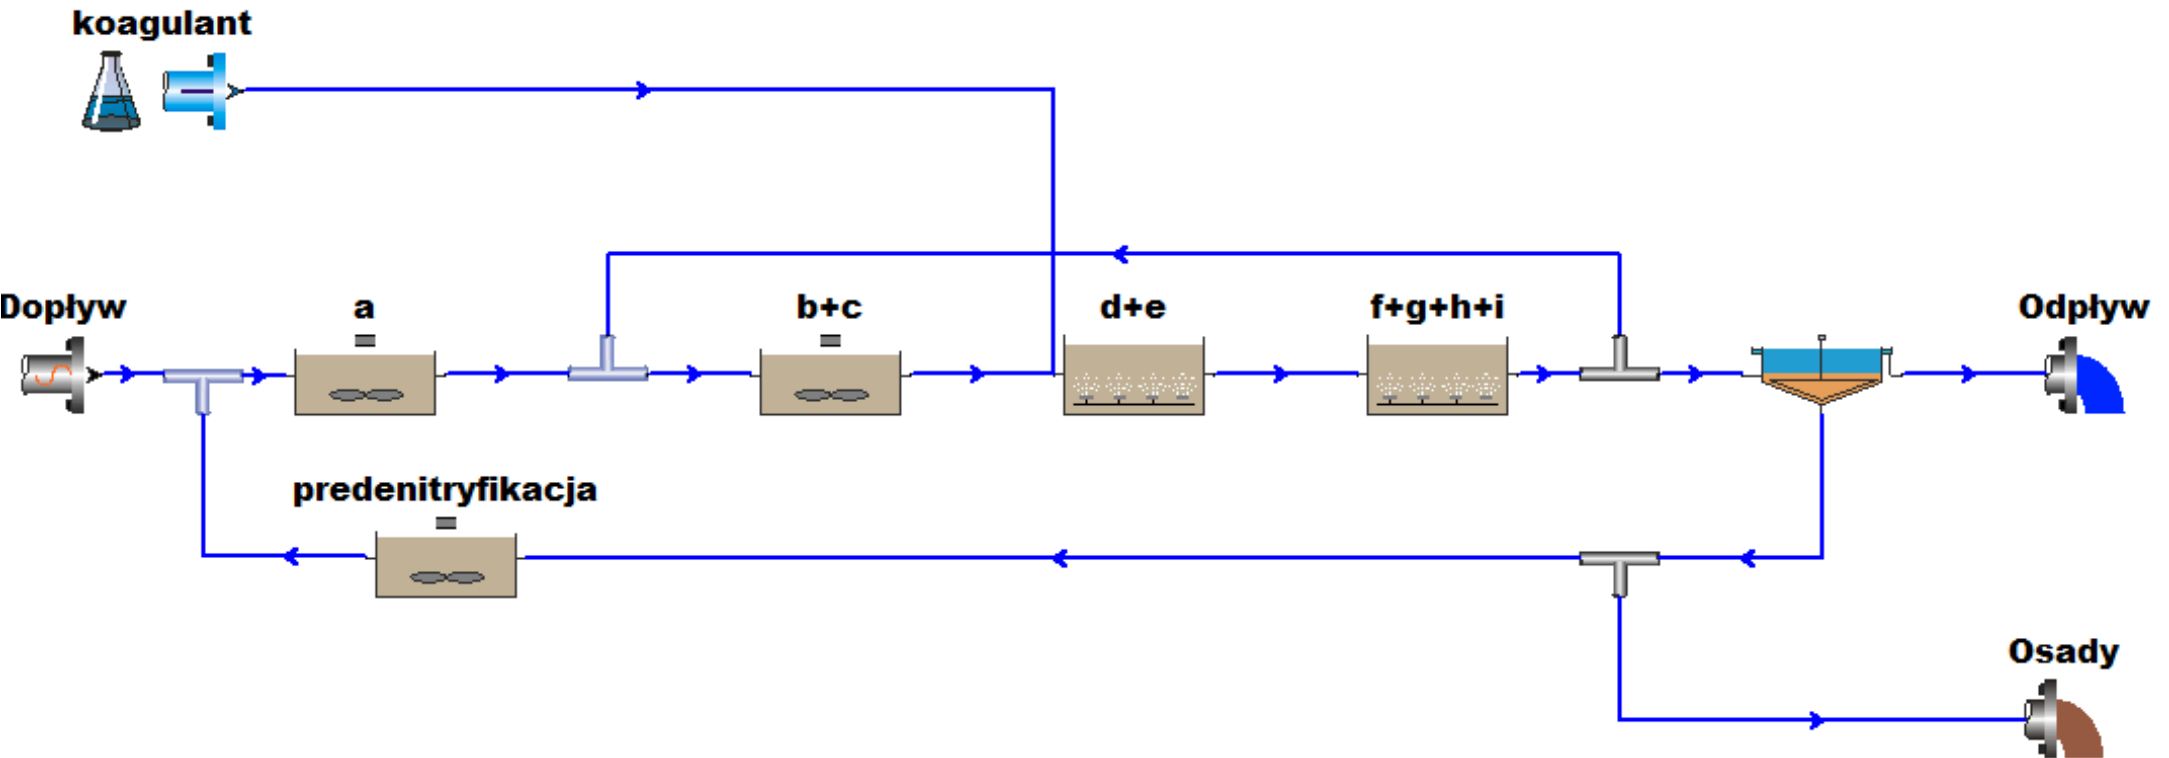 koagulant
Dopływ
a
b+c
d+e
f+g+h+i
Odpływ
predenitryfikacja
Osady